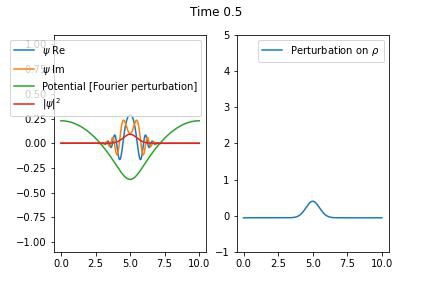 Time 0.5
ψ Re
ψ Im
Potential [Fourier perturbation]
|ψ|²
1.00
0.75
0.50
0.25
0.00
−0.25
−0.50
−0.75
−1.00
0.0 2.5 5.0 7.5 10.0
Perturbation on ρ
5
4
3
2
1
0
−1
0.0 2.5 5.0 7.5 10.0